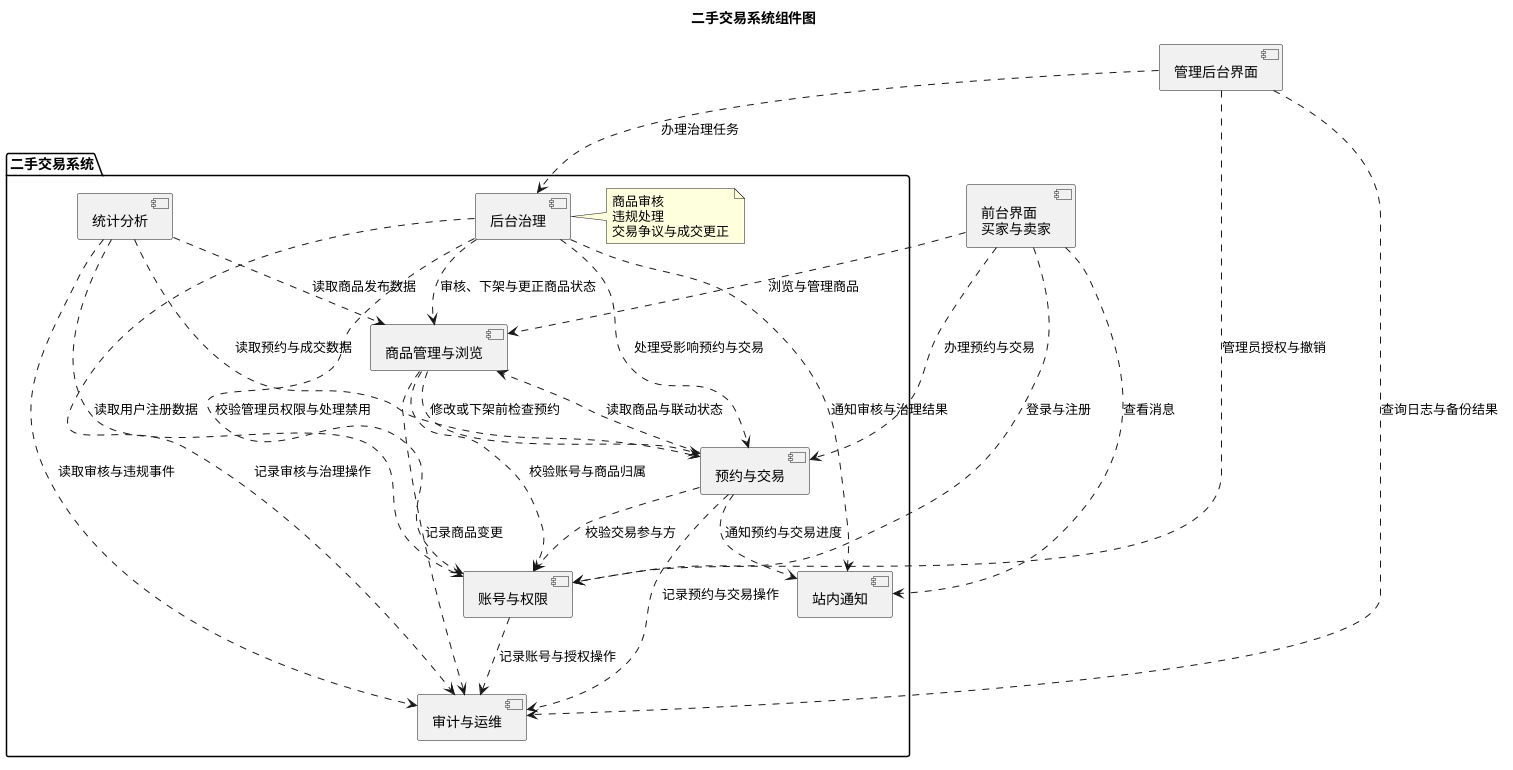 二手交易系统组件图
管理后台界面
办理治理任务
二手交易系统
统计分析
后台治理
商品审核
违规处理
交易争议与成交更正
前台界面
买家与卖家
读取商品发布数据
审核、下架与更正商品状态
浏览与管理商品
商品管理与浏览
读取预约与成交数据
处理受影响预约与交易
办理预约与交易
管理员授权与撤销
读取用户注册数据
校验管理员权限与处理禁用
修改或下架前检查预约
读取商品与联动状态
通知审核与治理结果
登录与注册
查看消息
查询日志与备份结果
读取审核与违规事件
记录审核与治理操作
校验账号与商品归属
预约与交易
记录商品变更
校验交易参与方
通知预约与交易进度
账号与权限
记录预约与交易操作
站内通知
记录账号与授权操作
审计与运维